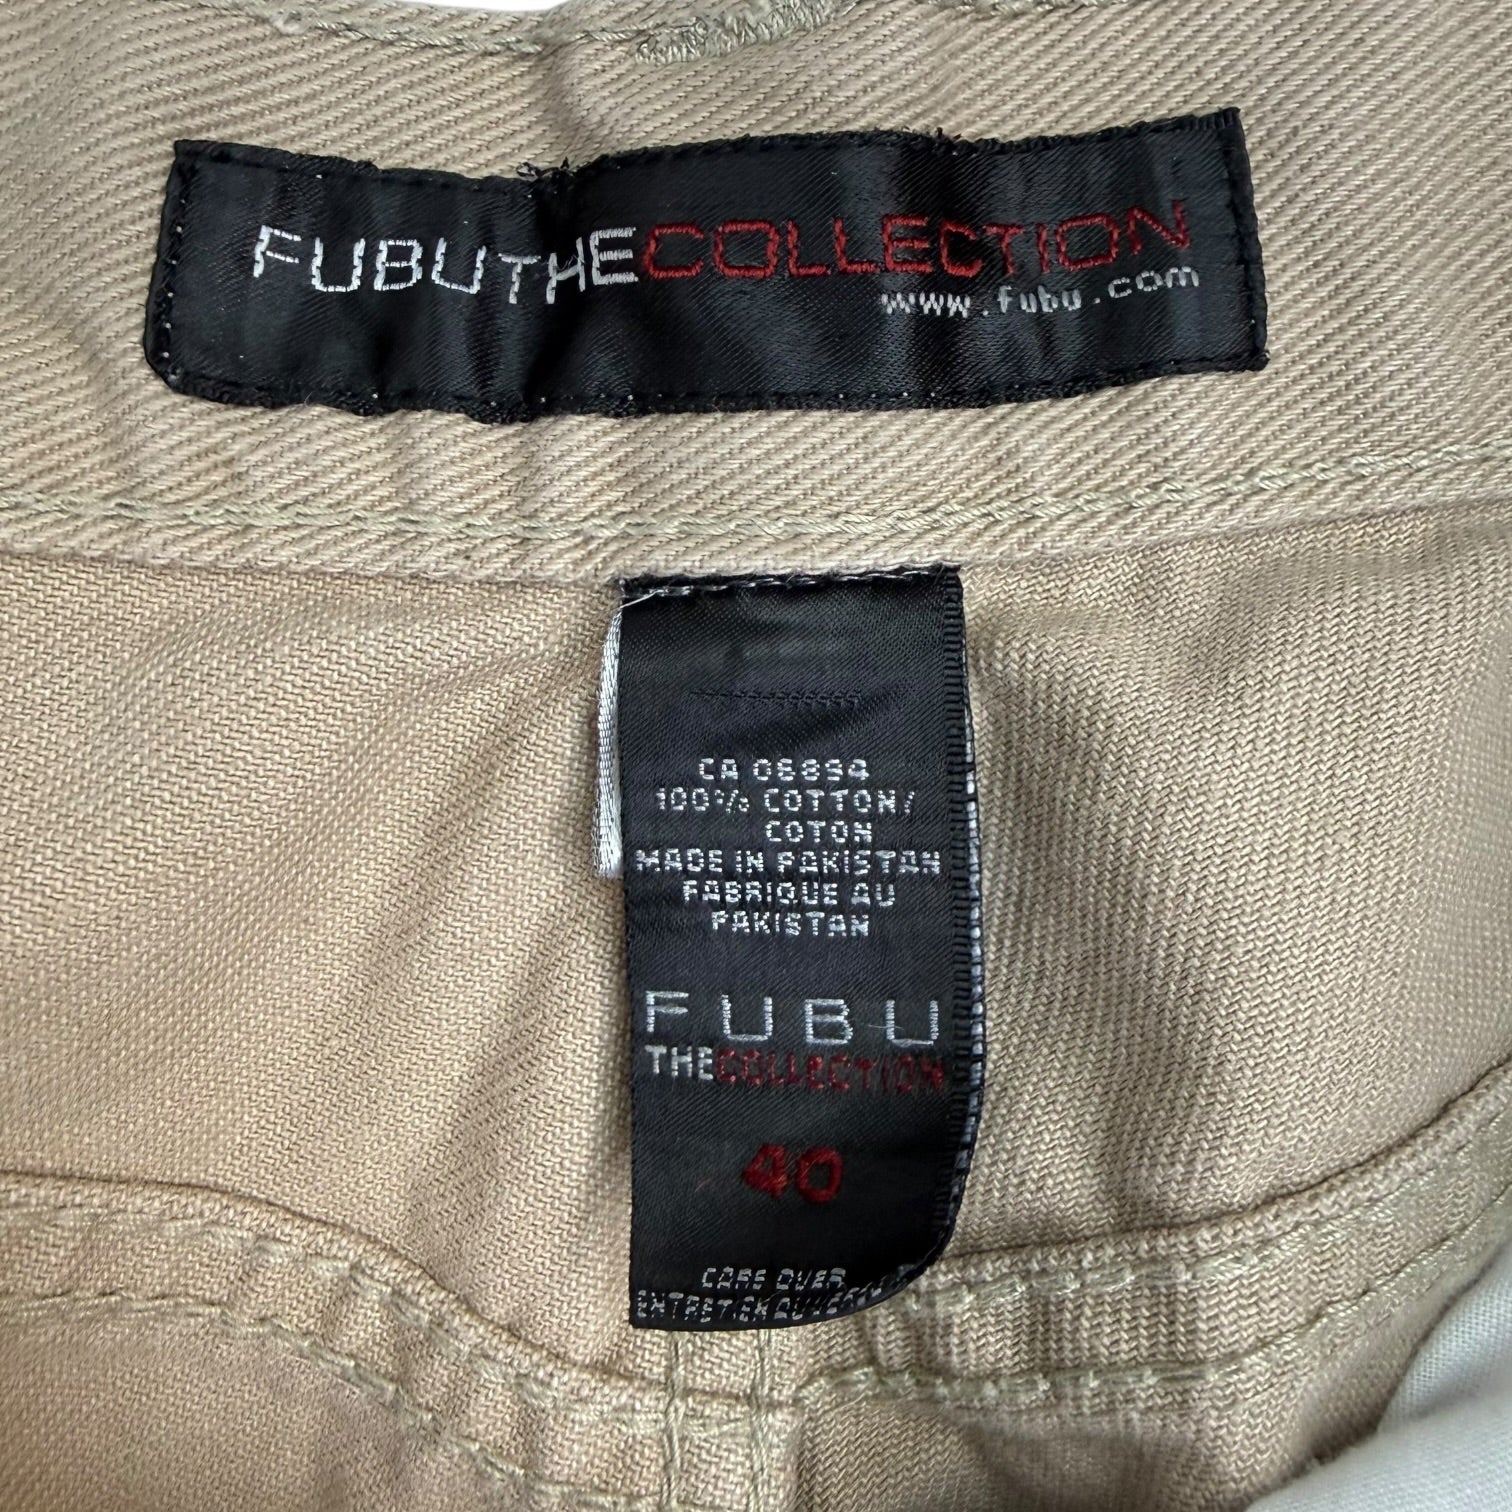 FUBUTHECOLLECTION
www.fubu.com
CA 06894
100% COTTON/
COTON
MADE IN PAKISTAN
FABRIQUE AU
PAKISTAN
FUBU
THECOLLECTION
40
CARE OVER